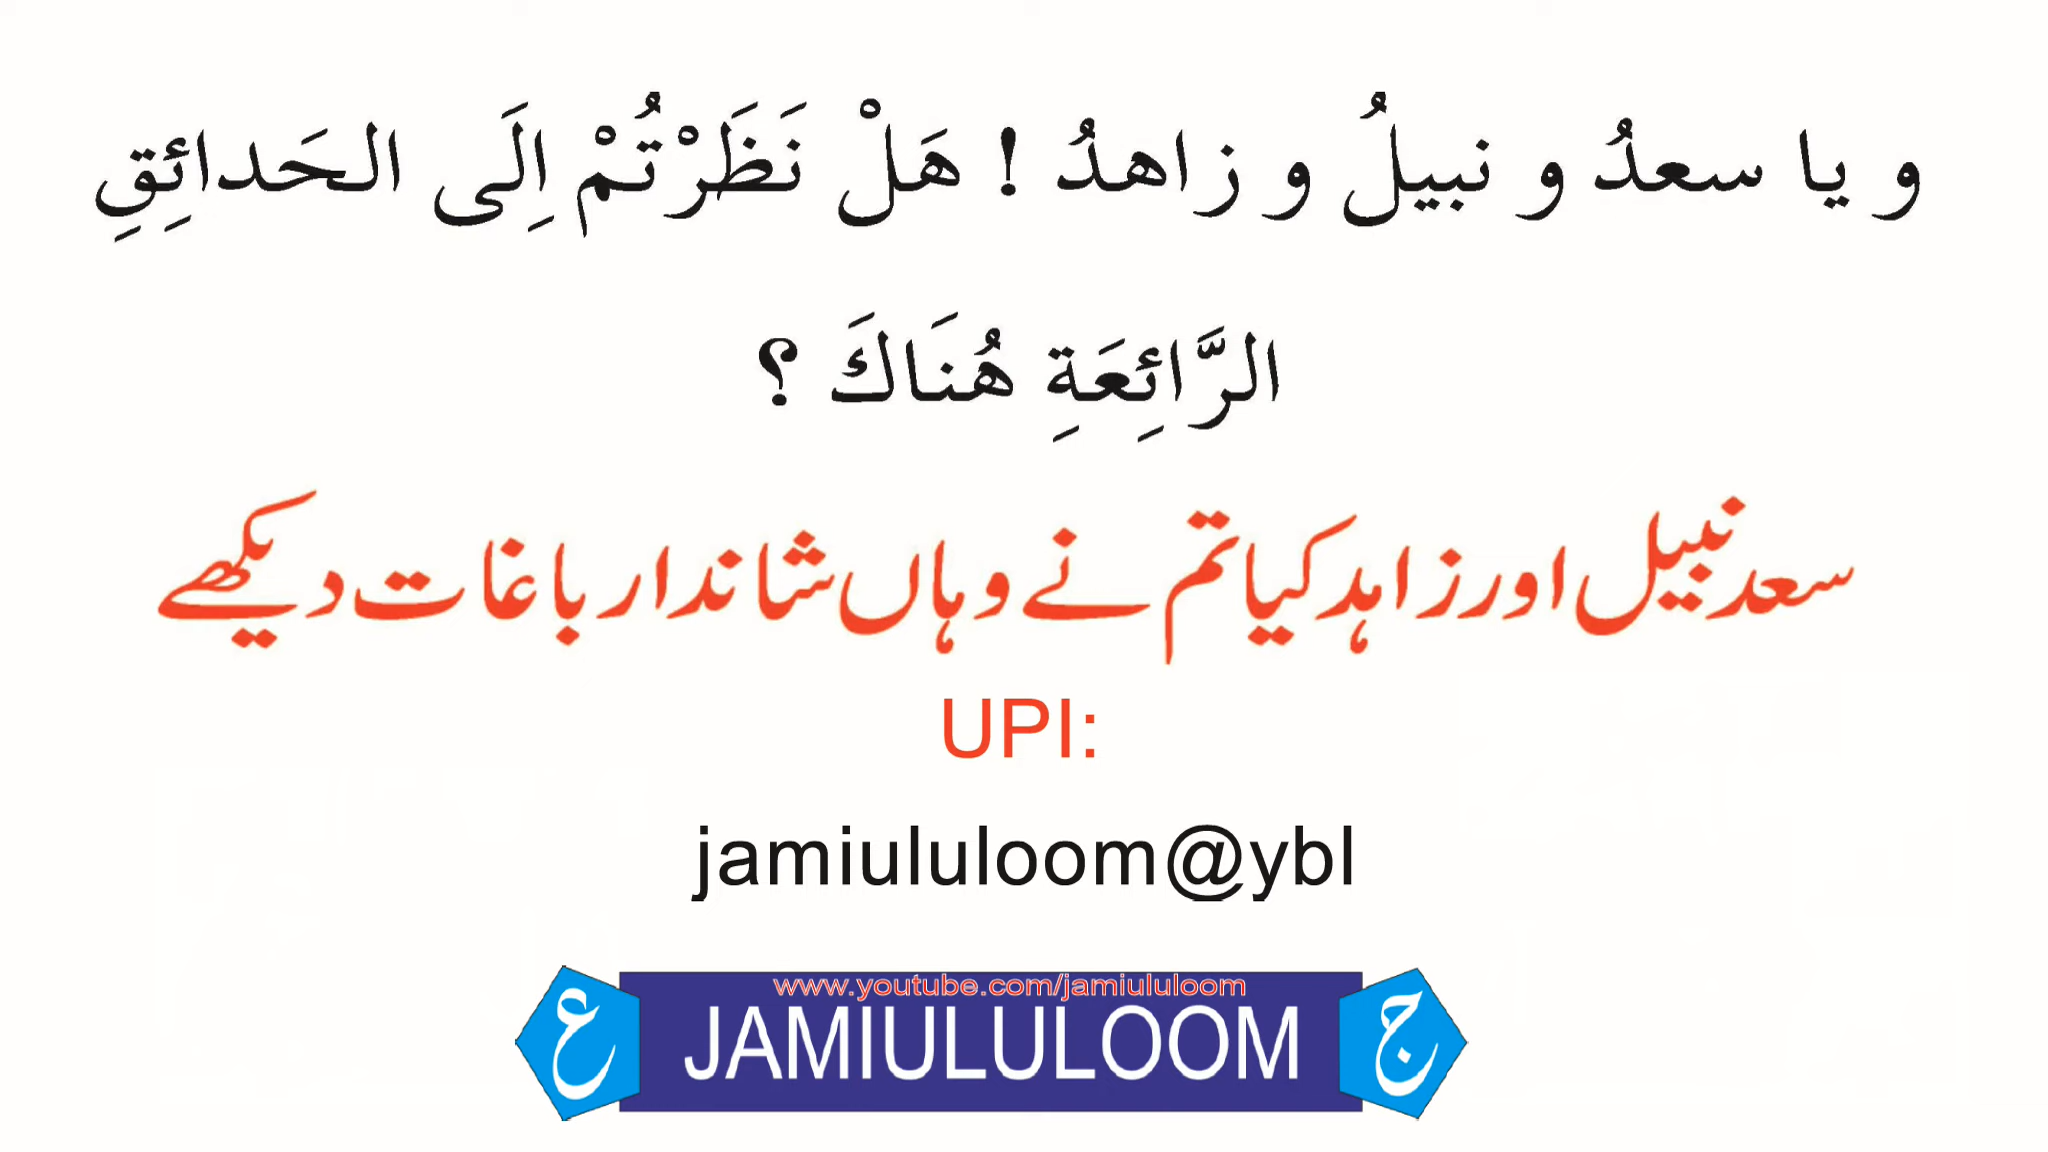 و يا سعدُ و نبيلُ و زاهدُ ! هَلْ نَظَرْتُمْ اِلَى الحَدائِقِ
الرَّائِعَةِ هُنَاكَ ؟
سعد نبیل اور زاہد کیا تم نے وہاں شاندار باغات دیکھے
UPI:
jamiululoom@ybl
www.youtube.com/jamiululoom
ع JAMIULULOOM ج